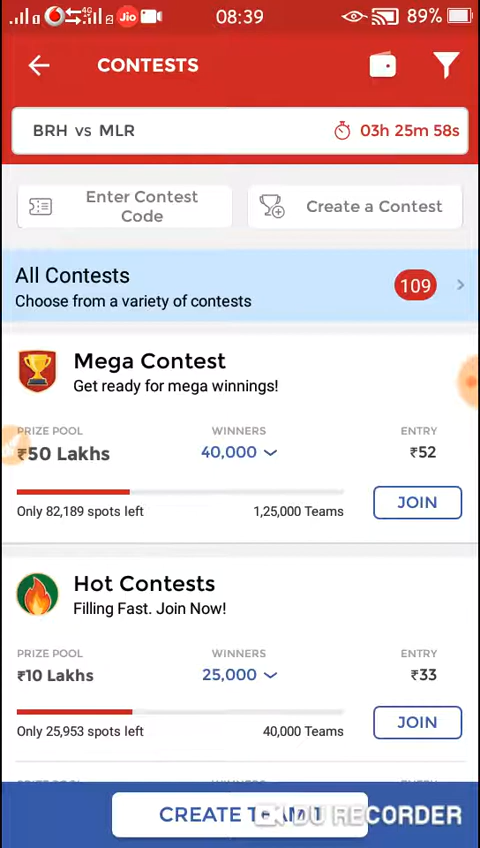 4G Jio 08:39 89%
CONTESTS
BRH vs MLR 03h 25m 58s
Enter Contest
Code
Create a Contest
All Contests
Choose from a variety of contests
109
Mega Contest
Get ready for mega winnings!
PRIZE POOL WINNERS ENTRY
₹50 Lakhs 40,000 ₹52
JOIN
Only 82,189 spots left 1,25,000 Teams
Hot Contests
Filling Fast. Join Now!
PRIZE POOL WINNERS ENTRY
₹10 Lakhs 25,000 ₹33
JOIN
Only 25,953 spots left 40,000 Teams
CREATE
DU RECORDER